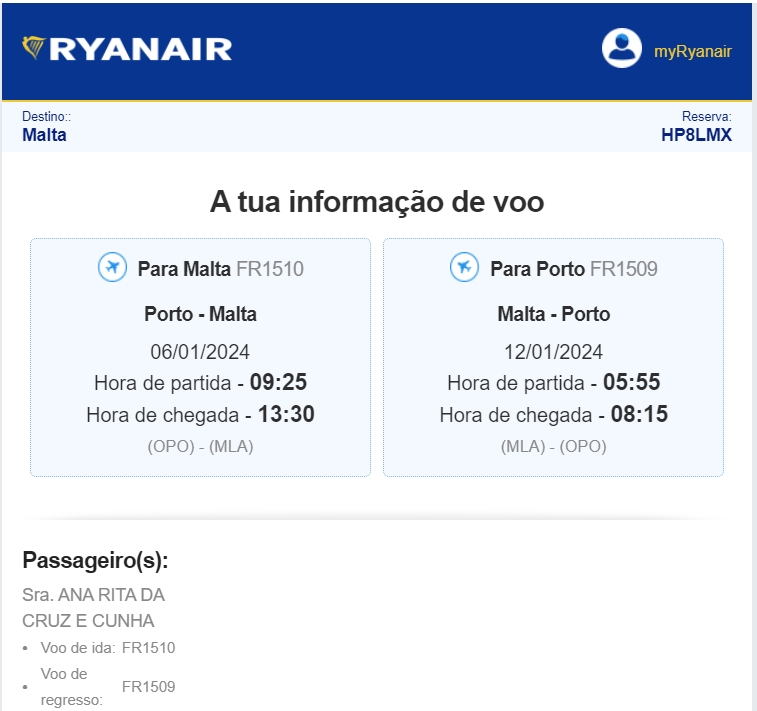 RYANAIR
myRyanair
Destino::
Malta
Reserva:
HP8LMX
A tua informação de voo
Para Malta FR1510
Porto - Malta
06/01/2024
Hora de partida - 09:25
Hora de chegada - 13:30
(OPO) - (MLA)
Para Porto FR1509
Malta - Porto
12/01/2024
Hora de partida - 05:55
Hora de chegada - 08:15
(MLA) - (OPO)
Passageiro(s):
Sra. ANA RITA DA
CRUZ E CUNHA
• Voo de ida: FR1510
• Voo de
regresso: FR1509